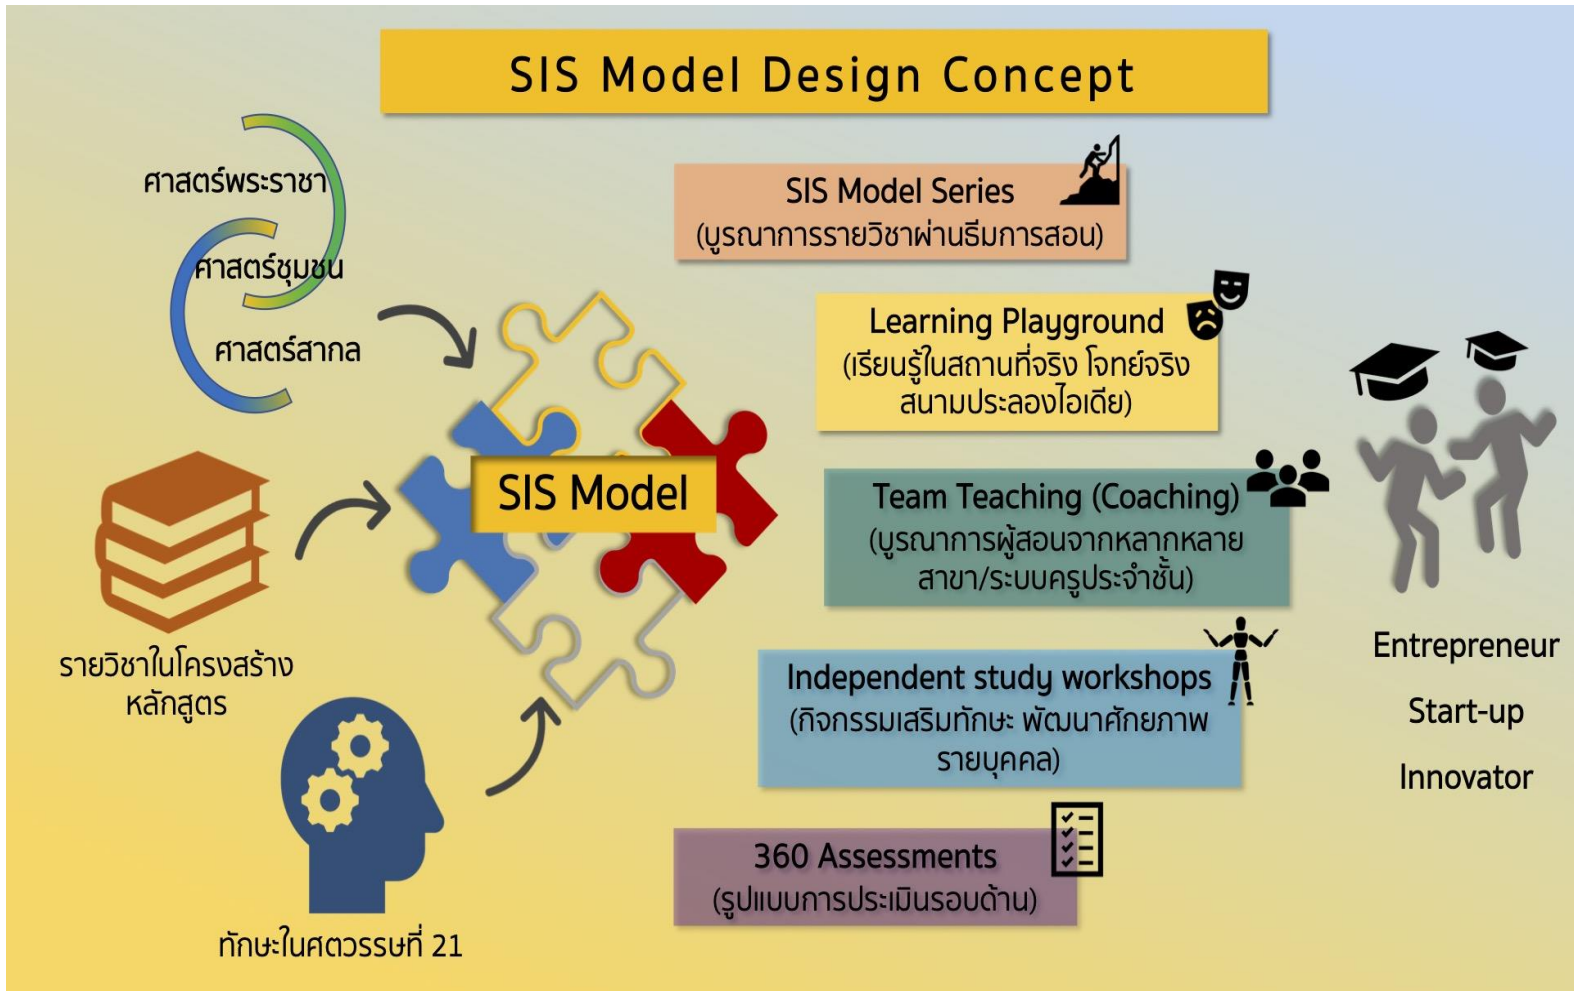 SIS Model Design Concept
ศาสตร์พระราชา
ศาสตร์ชุมชน
ศาสตร์สากล
รายวิชาในโครงสร้าง
หลักสูตร
ทักษะในศตวรรษที่ 21
SIS Model
SIS Model Series
(บูรณาการรายวิชาผ่านธีมการสอน)
Learning Playground
(เรียนรู้ในสถานที่จริง โจทย์จริง
สนามประลองไอเดีย)
Team Teaching (Coaching)
(บูรณาการผู้สอนจากหลากหลาย
สาขา/ระบบครูประจำชั้น)
Independent study workshops
(กิจกรรมเสริมทักษะ พัฒนาศักยภาพ
รายบุคคล)
360 Assessments
(รูปแบบการประเมินรอบด้าน)
Entrepreneur
Start-up
Innovator